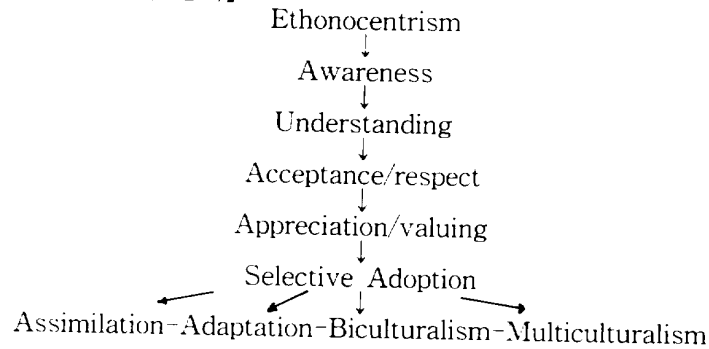 Ethonocentrism
Awareness
Understanding
Acceptance/respect
Appreciation/valuing
Selective Adoption
Assimilation-Adaptation-Biculturalism-Multiculturalism